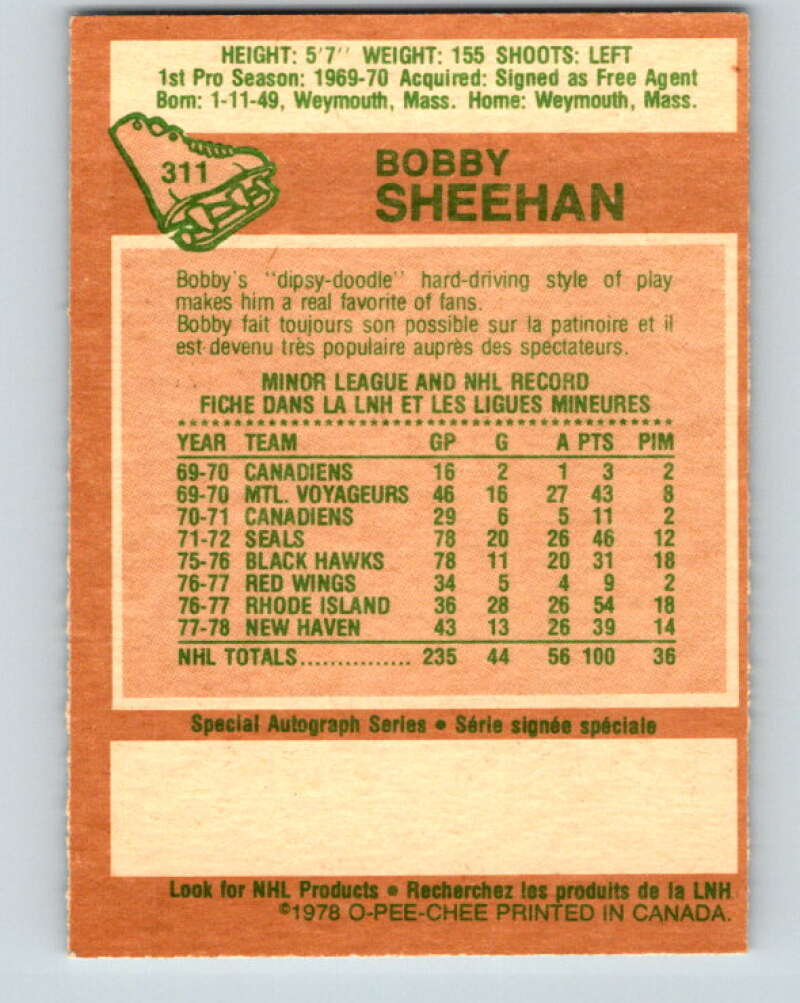 HEIGHT: 5'7" WEIGHT: 155 SHOOTS: LEFT
1st Pro Season: 1969-70 Acquired: Signed as Free Agent
Born: 1-11-49, Weymouth, Mass. Home: Weymouth, Mass.
311
BOBBY
SHEEHAN
Bobby's "dipsy-doodle" hard-driving style of play
makes him a real favorite of fans.
Bobby fait toujours son possible sur la patinoire et il
est devenu très populaire auprès des spectateurs.
MINOR LEAGUE AND NHL RECORD
FICHE DANS LA LNH ET LES LIGUES MINEURES
YEAR TEAM GP G A PTS PIM
69-70 CANADIENS 16 2 1 3 2
69-70 MTL. VOYAGEURS 46 16 27 43 8
70-71 CANADIENS 29 6 5 11 2
71-72 SEALS 78 20 26 46 12
75-76 BLACK HAWKS 78 11 20 31 18
76-77 RED WINGS 34 5 4 9 2
76-77 RHODE ISLAND 36 28 26 54 18
77-78 NEW HAVEN 43 13 26 39 14
NHL TOTALS............... 235 44 56 100 36
Special Autograph Series • Série signée spéciale
Look for NHL Products • Recherchez les produits de la LNH
©1978 O-PEE-CHEE PRINTED IN CANADA.